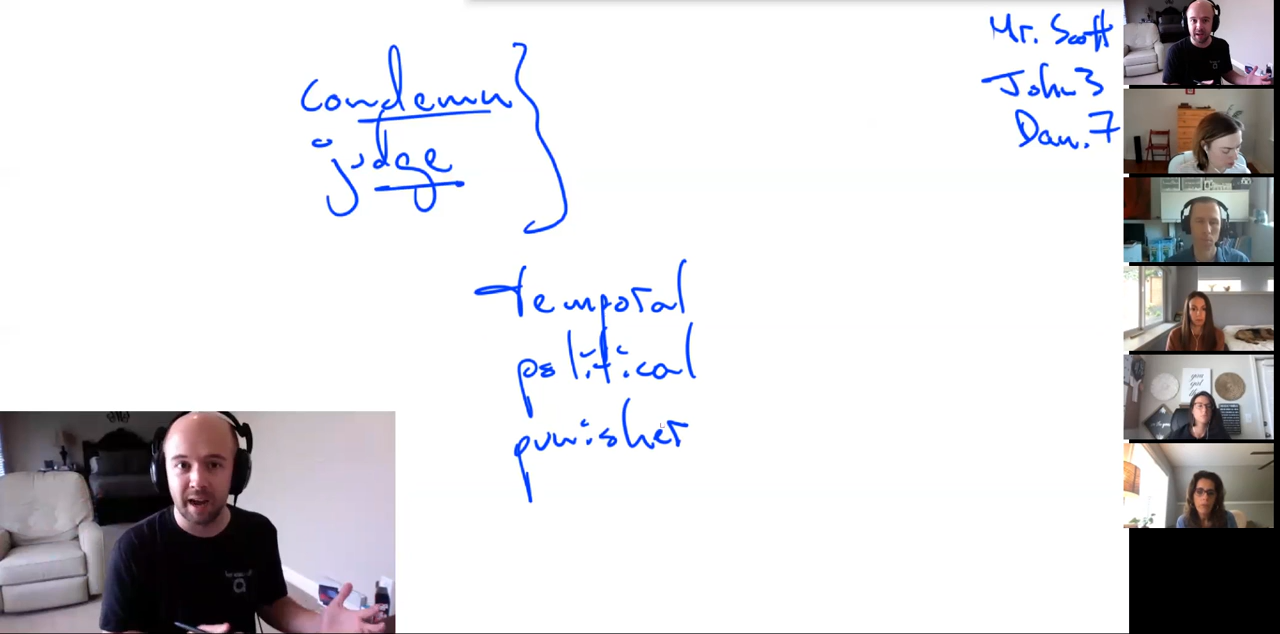 condemn
judge
temporal
political
punisher
Mr. Scott
John 3
Dan. 7